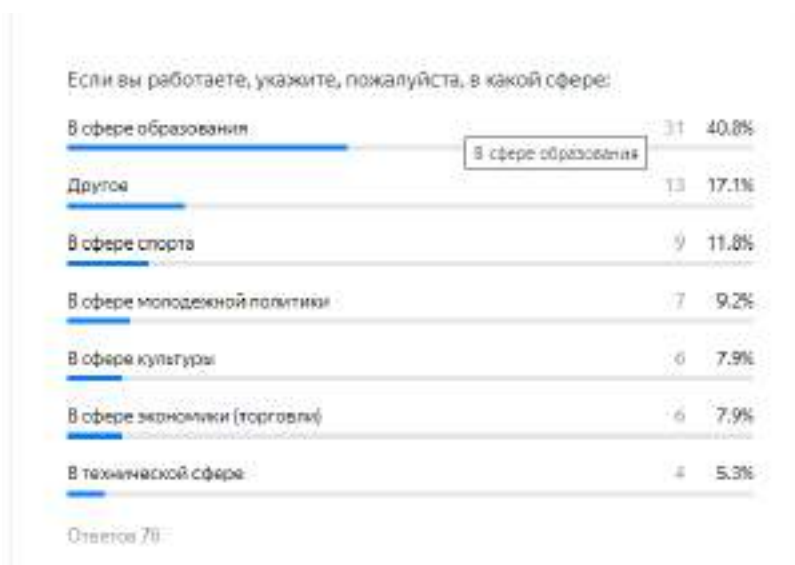 Если вы работаете, укажите, пожалуйста, в какой сфере:
В сфере образования 31 40.8%
В сфере образования
Другое 13 17.1%
В сфере спорта 9 11.8%
В сфере молодежной политики 7 9.2%
В сфере культуры 6 7.9%
В сфере экономики (торговли) 6 7.9%
В технической сфере 4 5.3%
Ответов 76